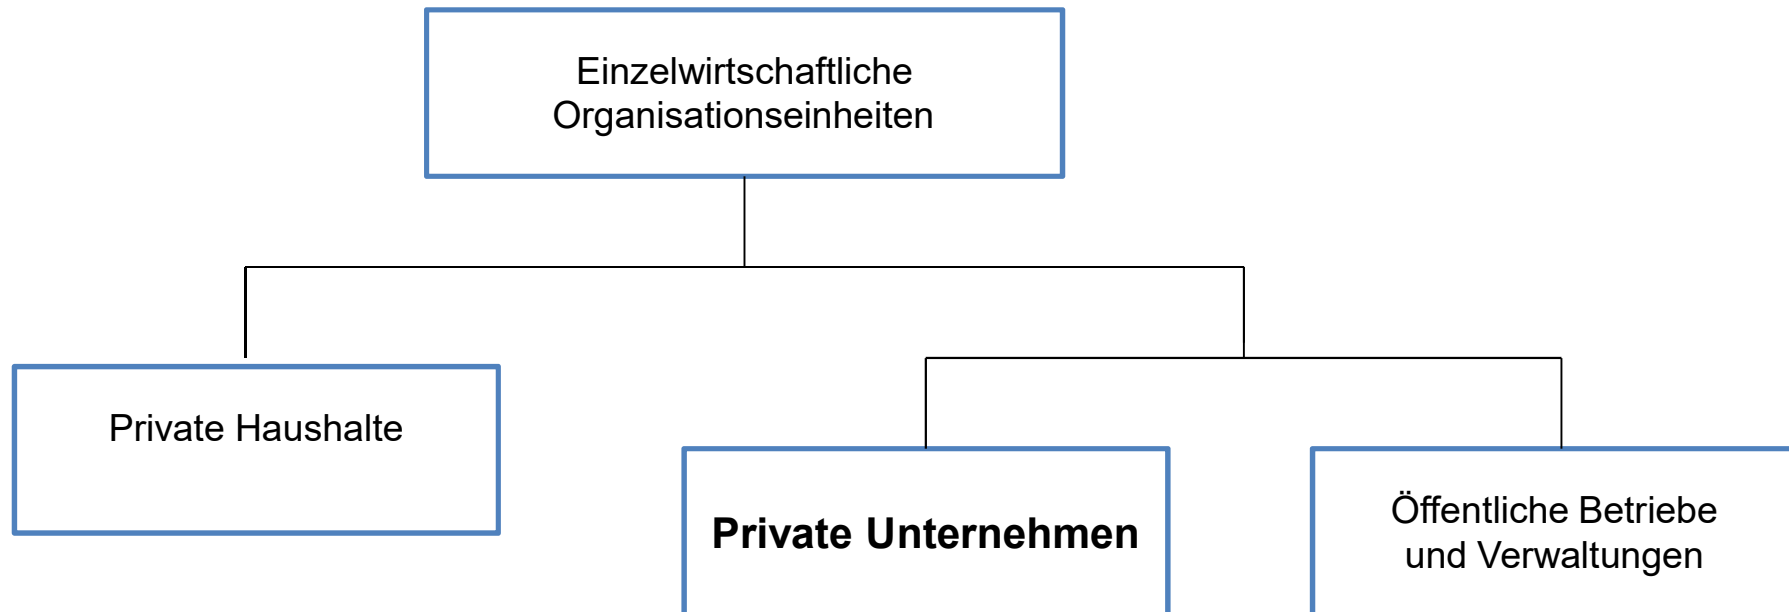 Einzelwirtschaftliche
Organisationseinheiten
Private Haushalte
Private Unternehmen
Öffentliche Betriebe
und Verwaltungen